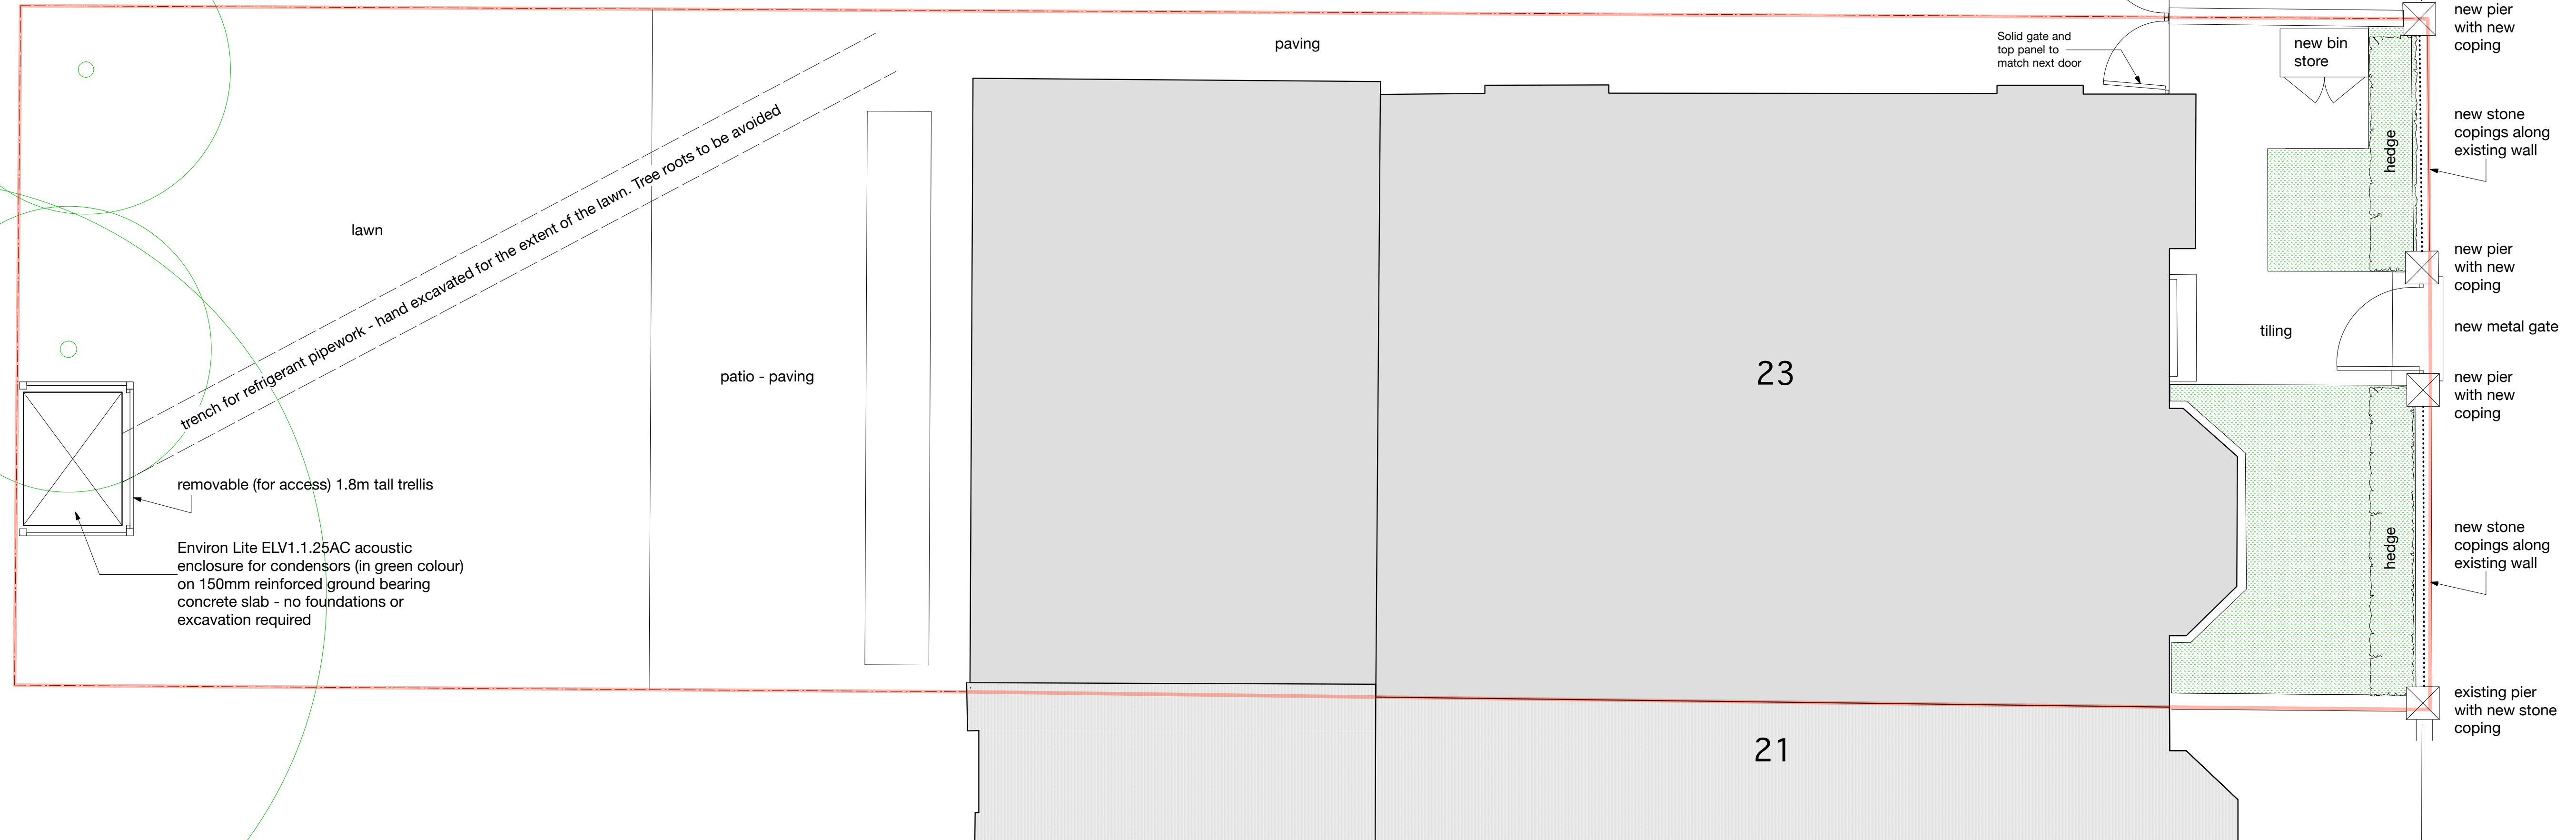 new pier
with new
coping
paving
Solid gate and
top panel to
match next door
new bin
store
new stone
copings along
existing wall
hedge
trench for refrigerant pipework - hand excavated for the extent of the lawn. Tree roots to be avoided
lawn
new pier
with new
coping
tiling
new metal gate
patio - paving
23
new pier
with new
coping
removable (for access) 1.8m tall trellis
Environ Lite ELV1.1.25AC acoustic
enclosure for condensors (in green colour)
on 150mm reinforced ground bearing
concrete slab - no foundations or
excavation required
hedge
new stone
copings along
existing wall
existing pier
with new stone
coping
21